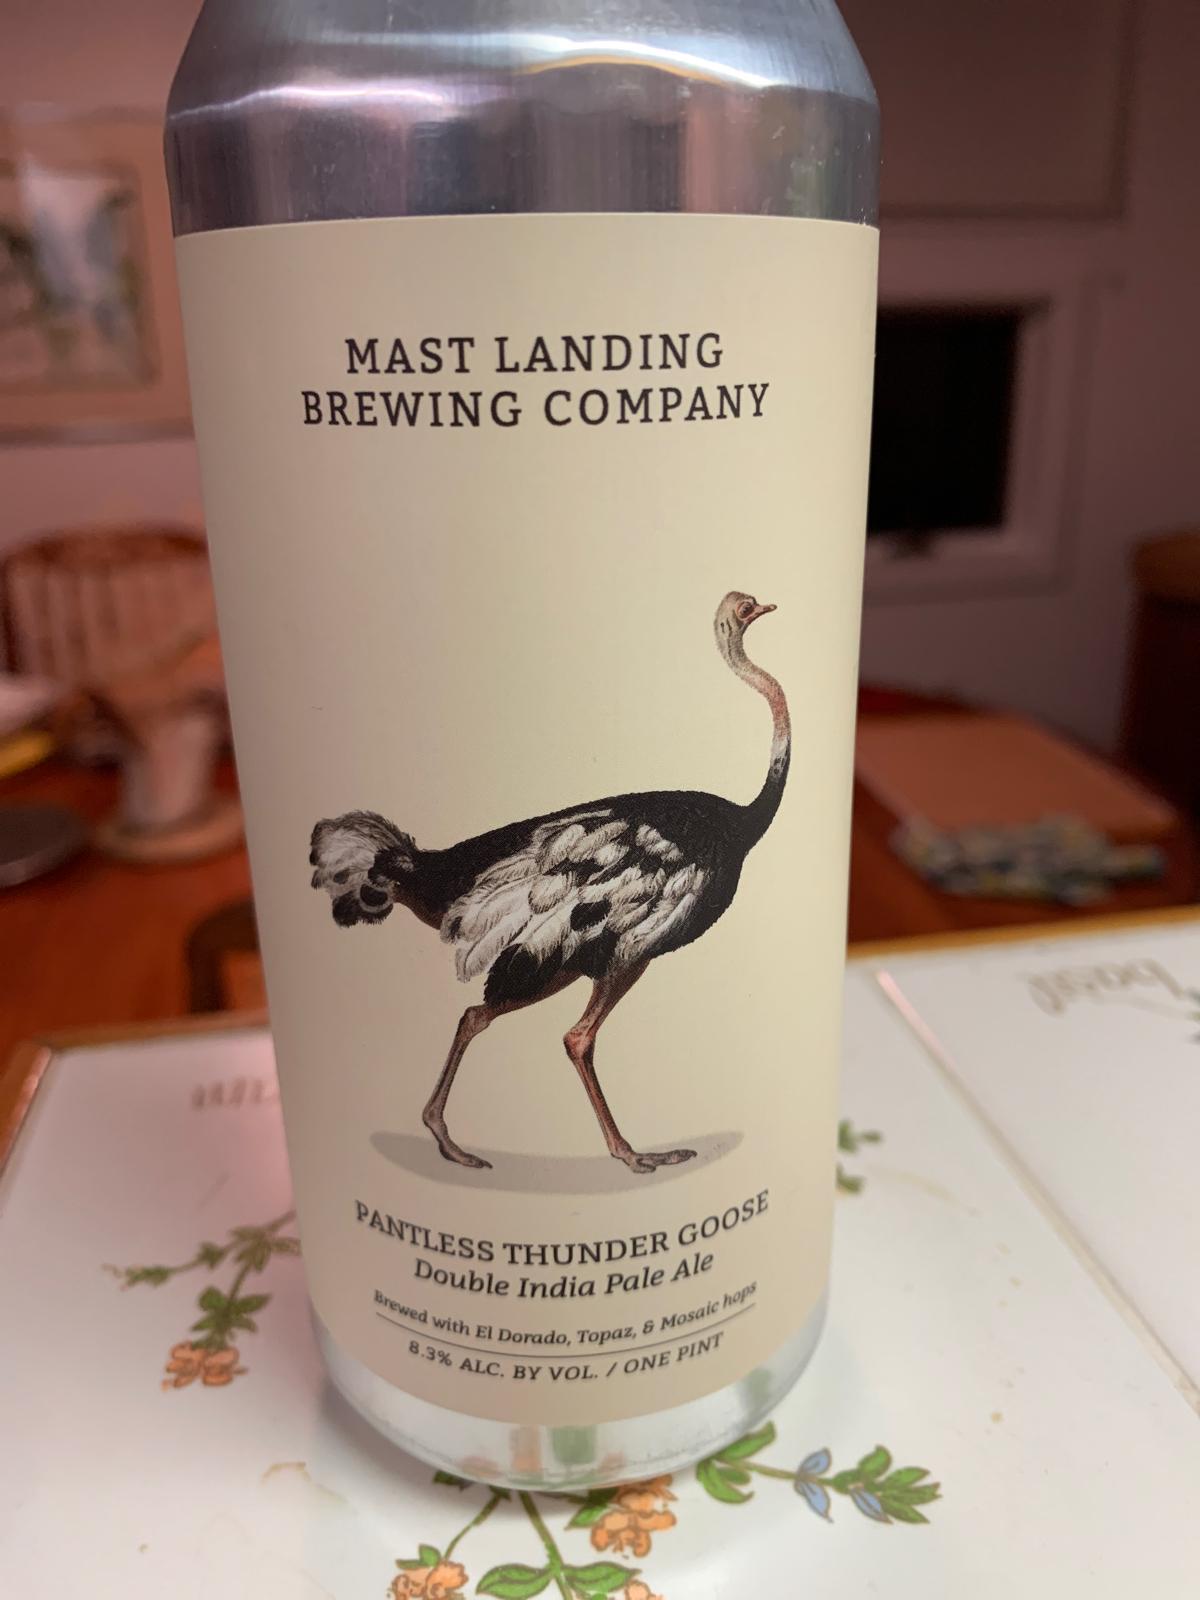 MAST LANDING
BREWING COMPANY
basil
PANTLESS THUNDER GOOSE
Double India Pale Ale
Brewed with El Dorado, Topaz, & Mosaic hops
8.3% ALC. BY VOL. / ONE PINT